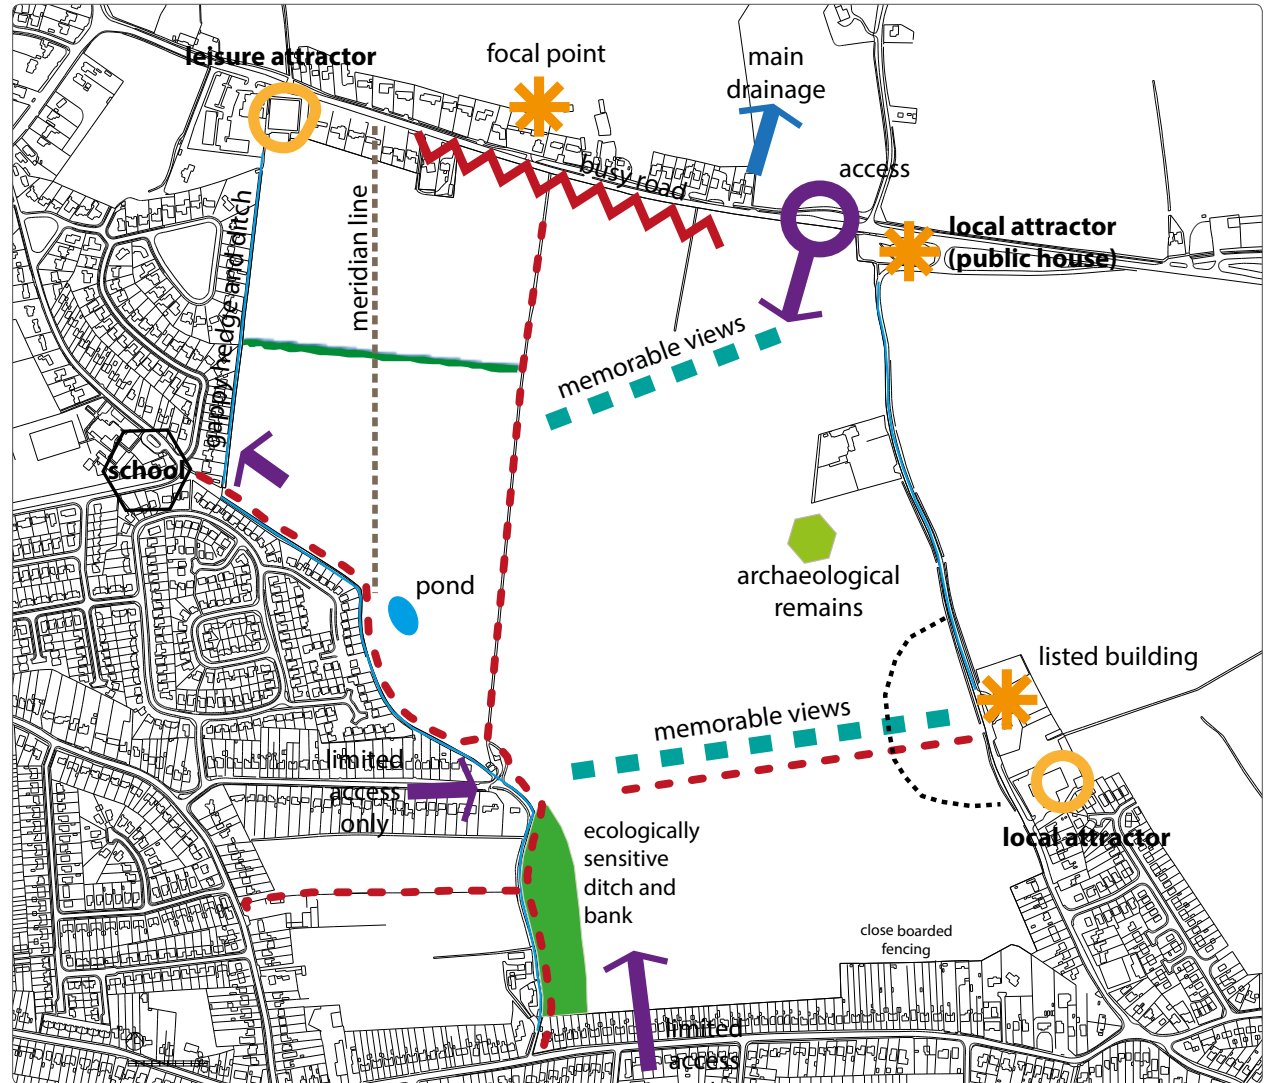 leisure attractor
focal point
main
drainage
busy road
access
local attractor
(public house)
gappy hedge and ditch
meridian line
memorable views
school
archaeological
remains
pond
listed building
memorable views
limited
access
only
ecologically
sensitive
ditch and
bank
local attractor
close boarded
fencing
limited
access